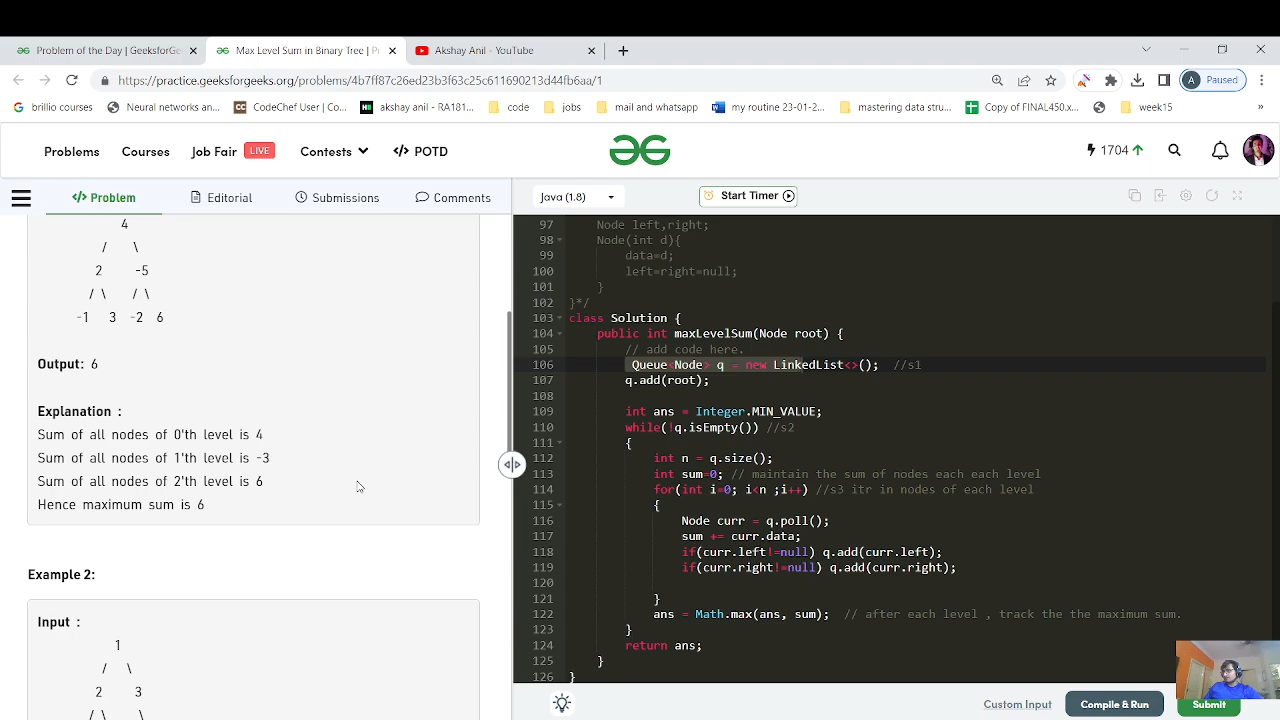 Problem of the Day | GeeksforGe
Max Level Sum in Binary Tree | P
Akshay Anil - YouTube
https://practice.geeksforgeeks.org/problems/4b7ff87c26ed23b3f63c25c611690213d44fb6aa/1
A Paused
brillio courses
Neural networks an...
CodeChef User | Co...
akshay anil - RA181...
code
jobs
mail and whatsapp
my routine 23-01-2...
mastering data stru...
Copy of FINAL450.x...
week15
»
Problems
Courses
Job Fair LIVE
Contests
</> POTD
1704
</> Problem
Editorial
Submissions
Comments
Java (1.8)
Start Timer
4
/ \
2 -5
/ \ / \
-1 3 -2 6
Output: 6
Explanation :
Sum of all nodes of 0'th level is 4
Sum of all nodes of 1'th level is -3
Sum of all nodes of 2'th level is 6
Hence maximum sum is 6
Example 2:
Input :
1
/ \
2 3
/ \ \
97 Node left,right;
98 Node(int d){
99 data=d;
100 left=right=null;
101 }
102 }*/
103 class Solution {
104 public int maxLevelSum(Node root) {
105 // add code here.
106 Queue<Node> q = new LinkedList<>(); //s1
107 q.add(root);
108
109 int ans = Integer.MIN_VALUE;
110 while(!q.isEmpty()) //s2
111 {
112 int n = q.size();
113 int sum=0; // maintain the sum of nodes each each level
114 for(int i=0; i<n ;i++) //s3 itr in nodes of each level
115 {
116 Node curr = q.poll();
117 sum += curr.data;
118 if(curr.left!=null) q.add(curr.left);
119 if(curr.right!=null) q.add(curr.right);
120
121 }
122 ans = Math.max(ans, sum); // after each level , track the the maximum sum.
123 }
124 return ans;
125 }
126 }
Custom Input
Compile & Run
Submit